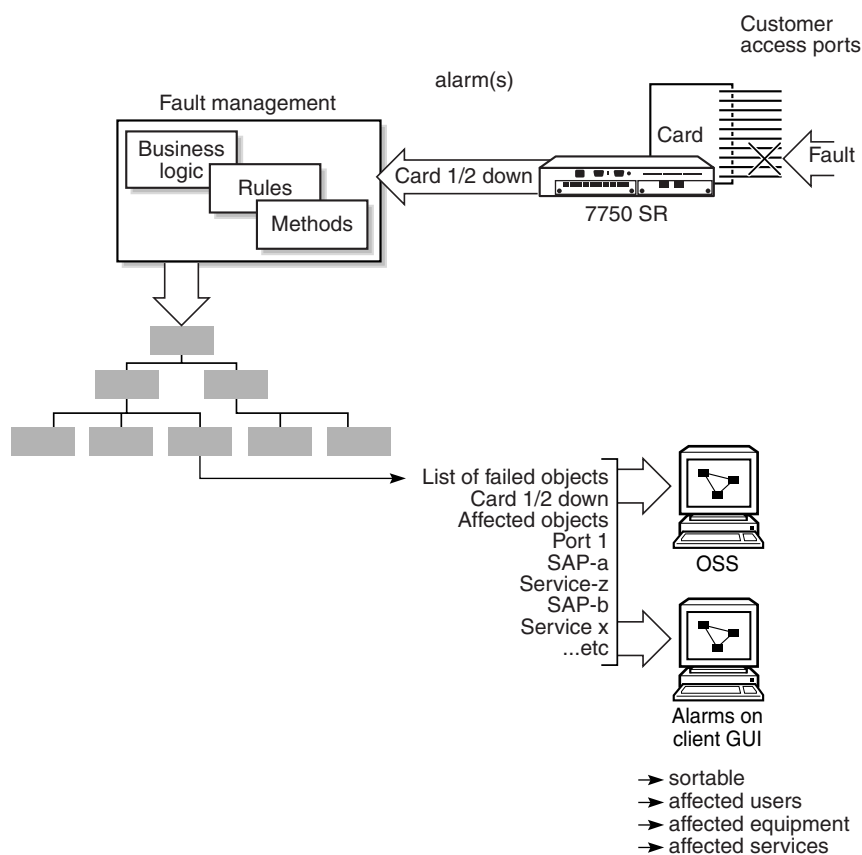 Customer
access ports
alarm(s)
Fault management
Card
Business
logic
Rules
Methods
Card 1/2 down
Fault
7750 SR
List of failed objects
Card 1/2 down
Affected objects
Port 1
SAP-a
Service-z
SAP-b
Service x
...etc
OSS
Alarms on
client GUI
sortable
affected users
affected equipment
affected services